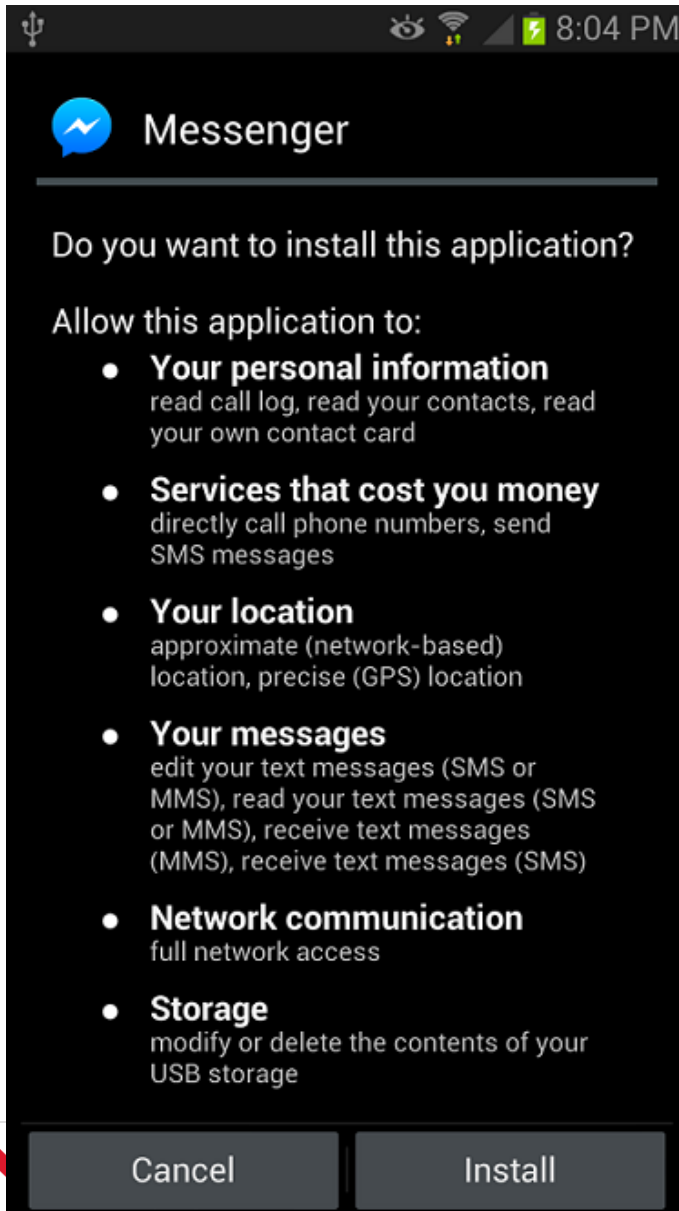 8:04 PM
Messenger
Do you want to install this application?
Allow this application to:
● Your personal information
read call log, read your contacts, read
your own contact card
● Services that cost you money
directly call phone numbers, send
SMS messages
● Your location
approximate (network-based)
location, precise (GPS) location
● Your messages
edit your text messages (SMS or
MMS), read your text messages (SMS
or MMS), receive text messages
(MMS), receive text messages (SMS)
● Network communication
full network access
● Storage
modify or delete the contents of your
USB storage
Cancel Install